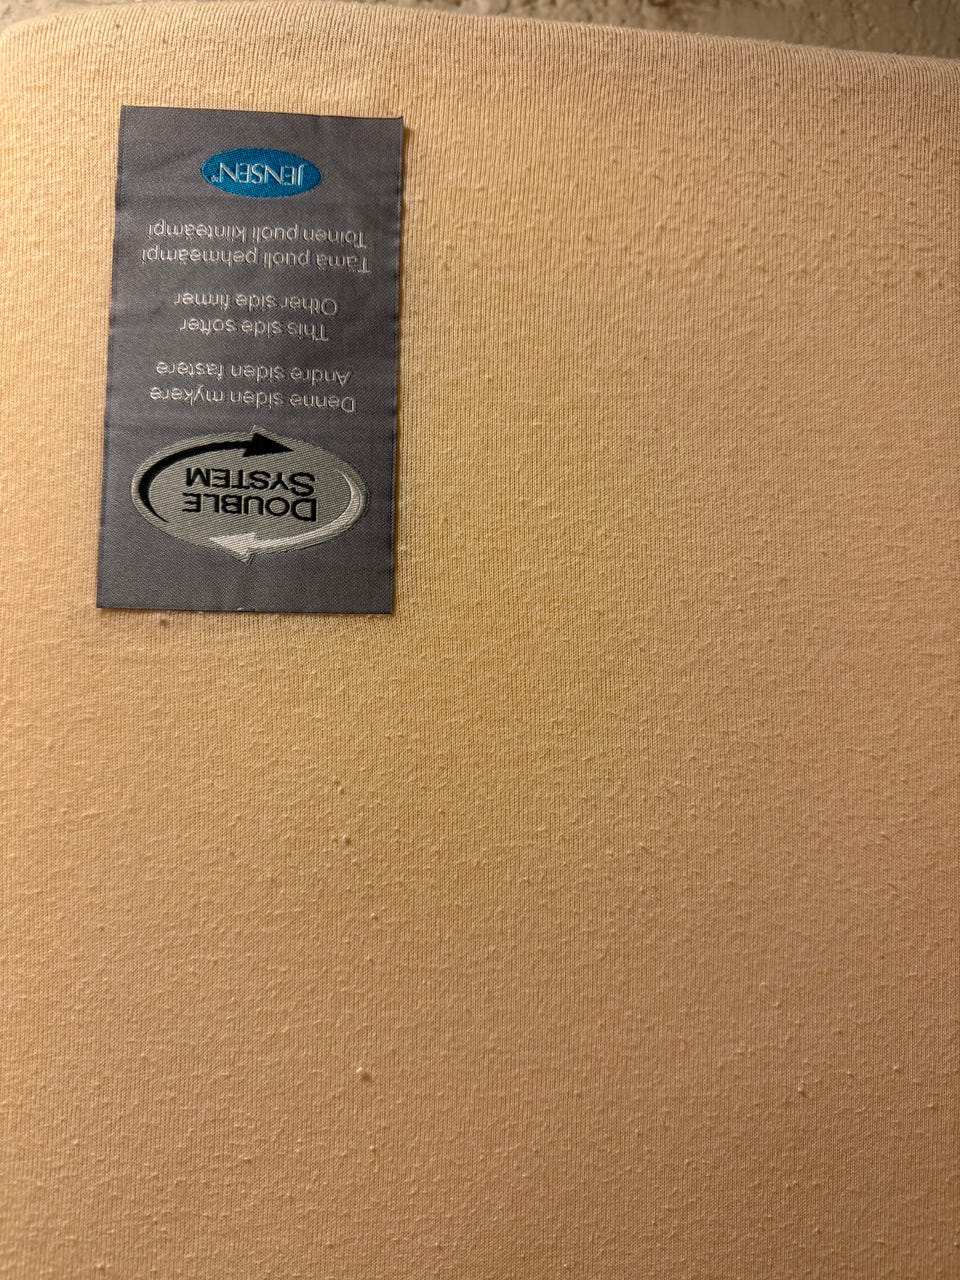 DOUBLE
SYSTEM
Denne siden mykere
Andre siden fastere
This side softer
Other side firmer
Tämä puoli pehmeämpi
Toinen puoli kiinteämpi
JENSEN